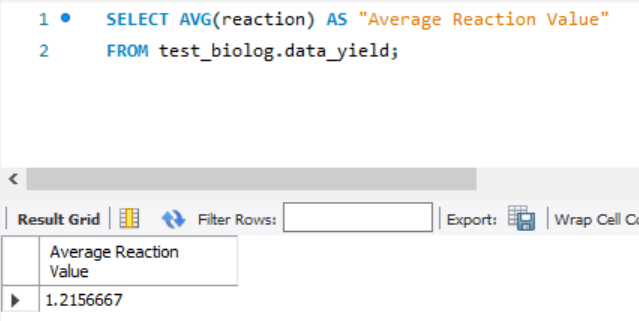 1 SELECT AVG(reaction) AS "Average Reaction Value"
2 FROM test_biolog.data_yield;
Result Grid Filter Rows: Export: Wrap Cell Co
Average Reaction
Value
1.2156667